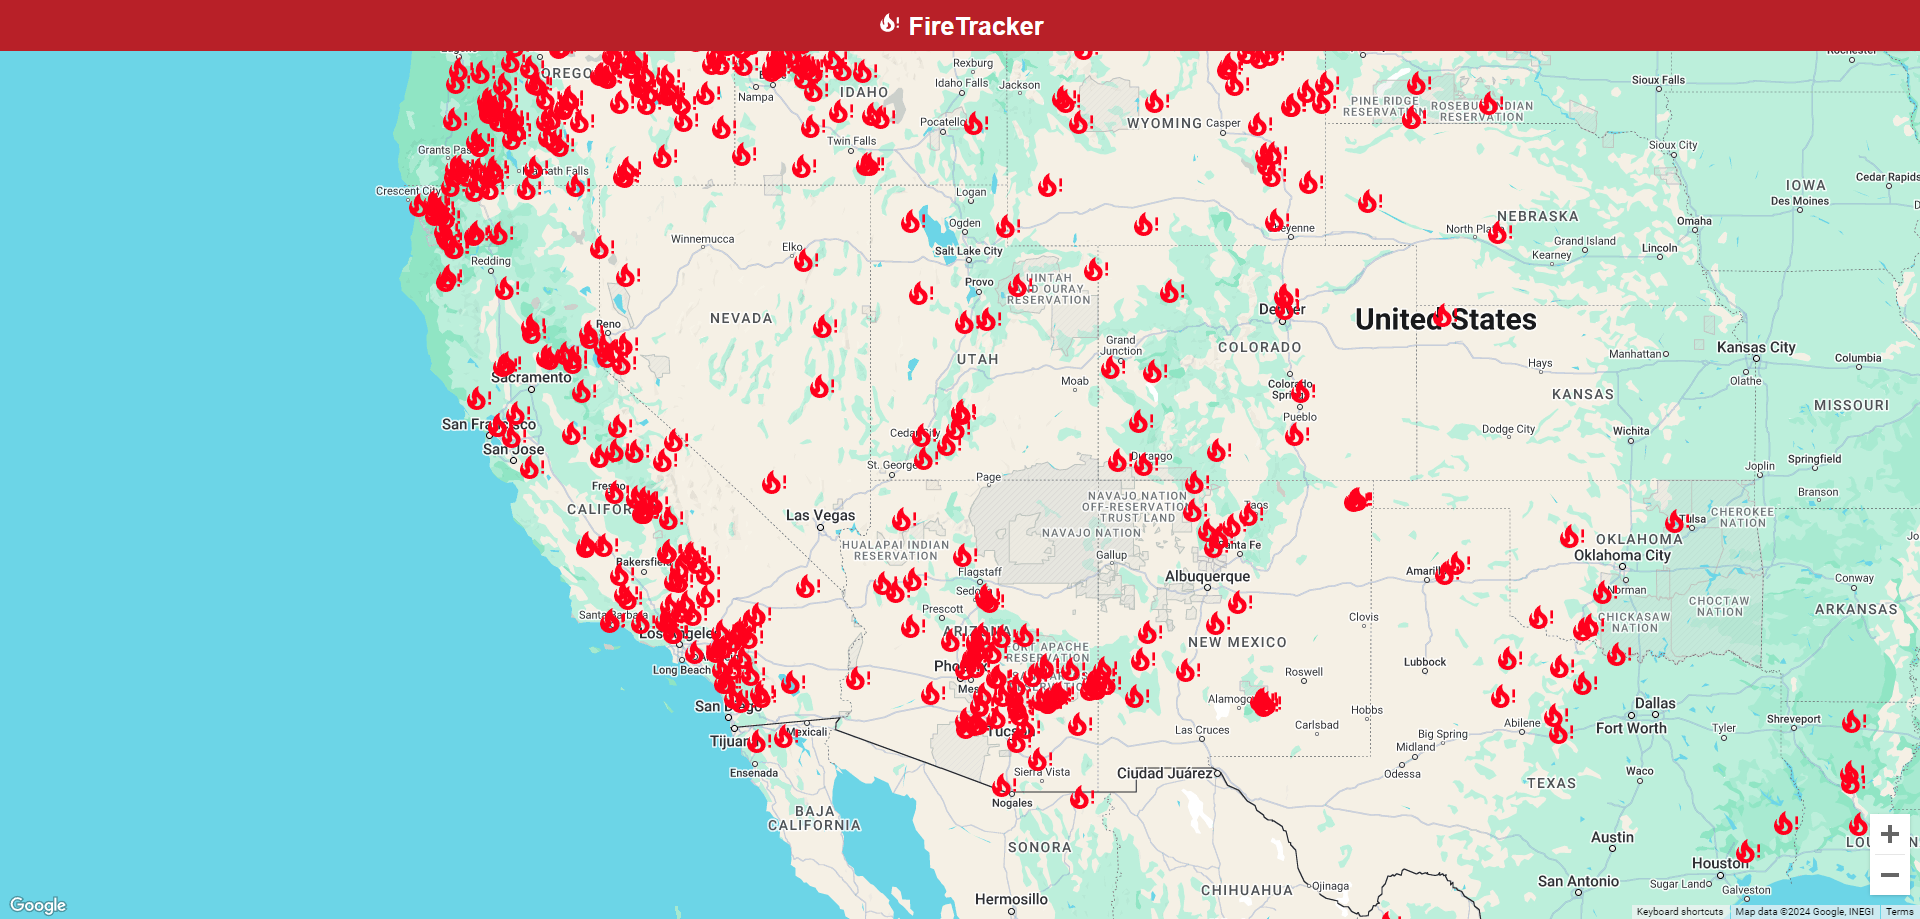 FireTracker
Rochester
Rexburg
Idaho Falls
Jackson
Sioux Falls
OREGO
Nampa
IDAHO
PINE RIDGE
RESERVATION
ROSEBUD INDIAN
RESERVATION
WYOMING
Casper
Pocatello
Twin Falls
Grants Pass
Klamath Falls
Sioux City
Crescent City
Logan
IOWA
Cedar Rapids
Des Moines
Ogden
Cheyenne
NEBRASKA
Omaha
North Platte
Grand Island
Lincoln
Kearney
Winnemucca
Elko
Salt Lake City
Redding
Provo
UINTAH
AND OURAY
RESERVATION
Reno
NEVADA
Denver
United States
UTAH
Grand
Junction
COLORADO
Manhattan
Kansas City
Hays
Columbia
Olathe
Sacramento
Moab
Colorado
Springs
KANSAS
MISSOURI
Pueblo
San Francisco
Cedar City
Dodge City
Wichita
San Jose
St. George
Durango
Page
Joplin
Springfield
Fresno
Branson
CALIFOR
Las Vegas
NAVAJO NATION
OFF-RESERVATION
TRUST LAND
Taos
NAVAJO NATION
CHEROKEE
NATION
Tulsa
HUALAPAI INDIAN
RESERVATION
OKLAHOMA
Oklahoma City
Jo
Bakersfield
Gallup
Santa Fe
Flagstaff
Albuquerque
Amarillo
Conway
Sedona
Norman
Prescott
Santa Barbara
Clovis
CHICKASAW
NATION
CHOCTAW
NATION
ARKANSAS
Los Angeles
ARIZONA
NEW MEXICO
FORT APACHE
RESERVATION
Long Beach
Phoenix
Mes
Roswell
Lubbock
San Diego
Alamogo
Hobbs
Carlsbad
Abilene
Dallas
Fort Worth
Tyler
Shreveport
Tijuana
Mexicali
Tucson
Las Cruces
Big Spring
Midland
Odessa
Ensenada
Sierra Vista
Ciudad Juárez
Waco
Nogales
TEXAS
BAJA
CALIFORNIA
SONORA
Austin
LOU
Houston
CHIHUAHUA
Ojinaga
San Antonio
Sugar Land
Galveston
Hermosillo
Google
Keyboard shortcuts
Map data ©2024 Google, INEGI
Terms